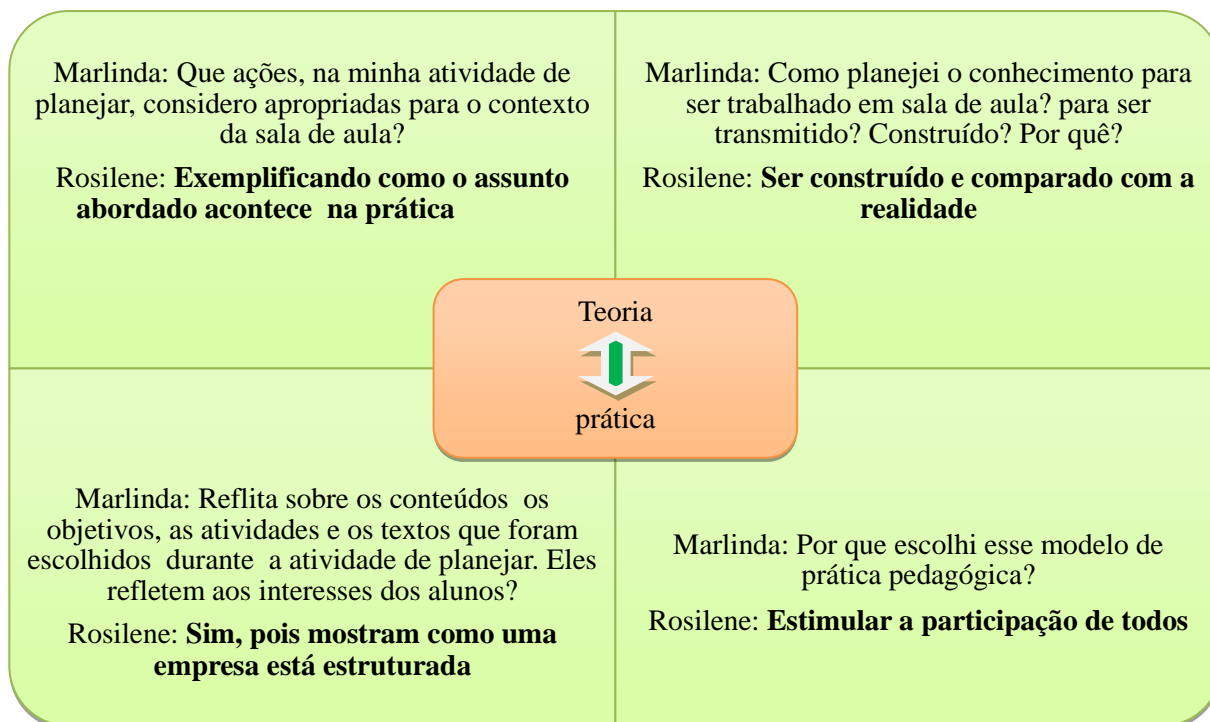 Marlinda: Que ações, na minha atividade de
planejar, considero apropriadas para o contexto
da sala de aula?
Rosilene: Exemplificando como o assunto
abordado acontece na prática
Marlinda: Como planejei o conhecimento para
ser trabalhado em sala de aula? para ser
transmitido? Construído? Por quê?
Rosilene: Ser construído e comparado com a
realidade
Teoria
prática
Marlinda: Reflita sobre os conteúdos os
objetivos, as atividades e os textos que foram
escolhidos durante a atividade de planejar. Eles
refletem aos interesses dos alunos?
Rosilene: Sim, pois mostram como uma
empresa está estruturada
Marlinda: Por que escolhi esse modelo de
prática pedagógica?
Rosilene: Estimular a participação de todos